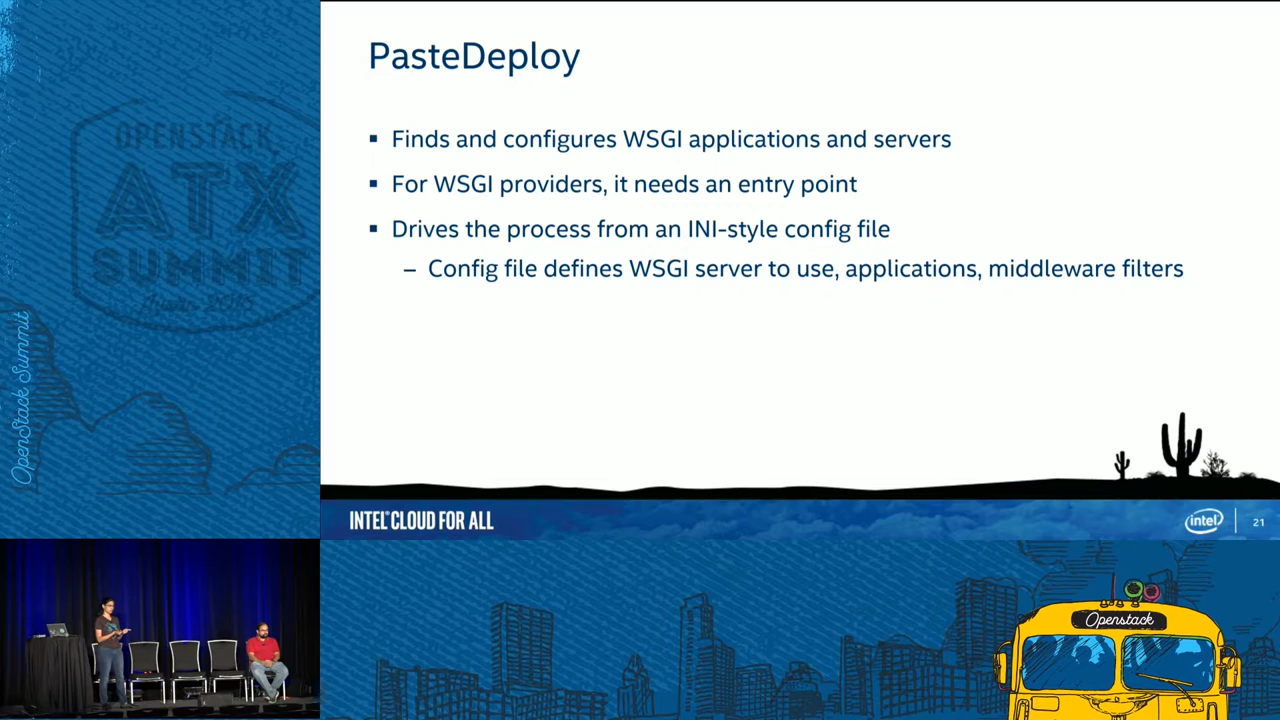 PasteDeploy
▪ Finds and configures WSGI applications and servers
▪ For WSGI providers, it needs an entry point
▪ Drives the process from an INI-style config file
– Config file defines WSGI server to use, applications, middleware filters
INTEL® CLOUD FOR ALL
intel
21
OPENSTACK
ATX
SUMMIT
OpenStack Summit
Openstack